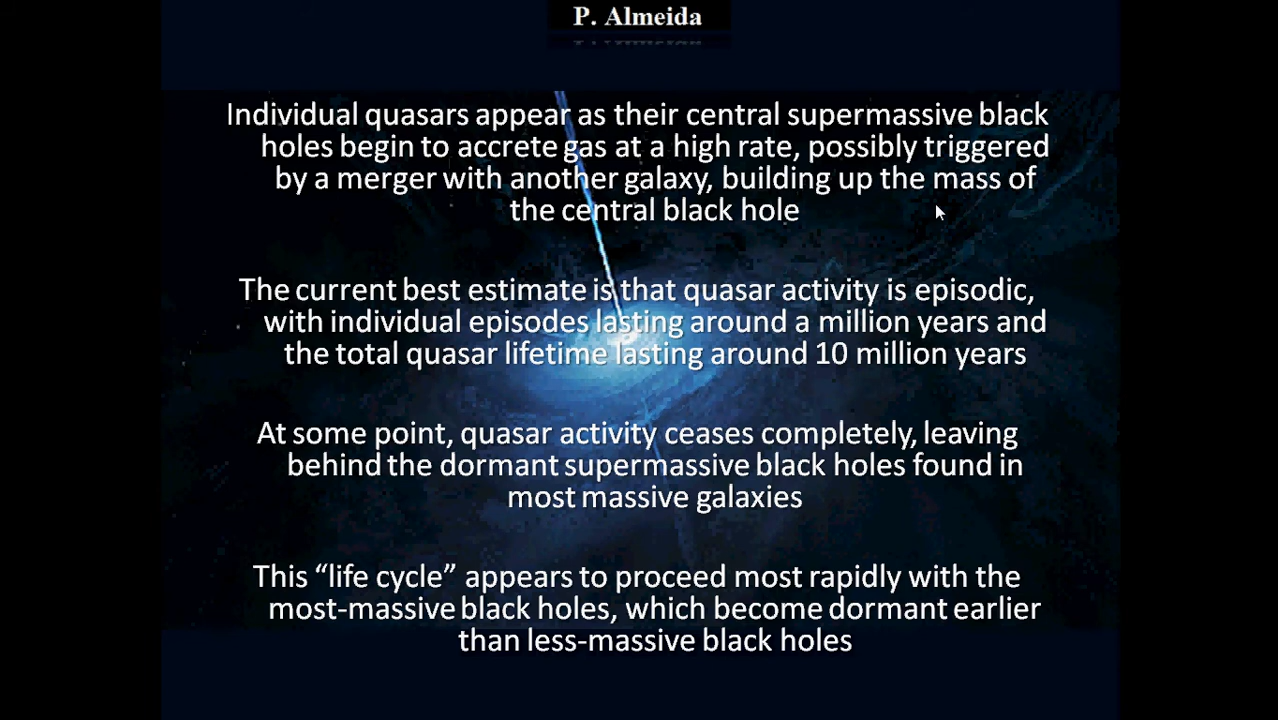 P. Almeida
Individual quasars appear as their central supermassive black
holes begin to accrete gas at a high rate, possibly triggered
by a merger with another galaxy, building up the mass of
the central black hole
The current best estimate is that quasar activity is episodic,
with individual episodes lasting around a million years and
the total quasar lifetime lasting around 10 million years
At some point, quasar activity ceases completely, leaving
behind the dormant supermassive black holes found in
most massive galaxies
This “life cycle” appears to proceed most rapidly with the
most-massive black holes, which become dormant earlier
than less-massive black holes